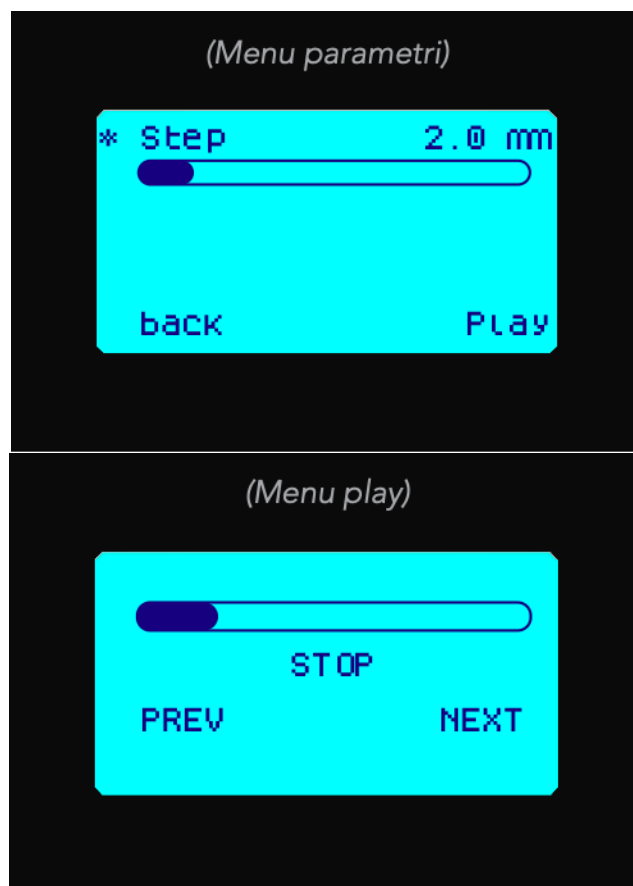 (Menu parametri)
* Step 2.0 mm
back Play
(Menu play)
STOP
PREV NEXT